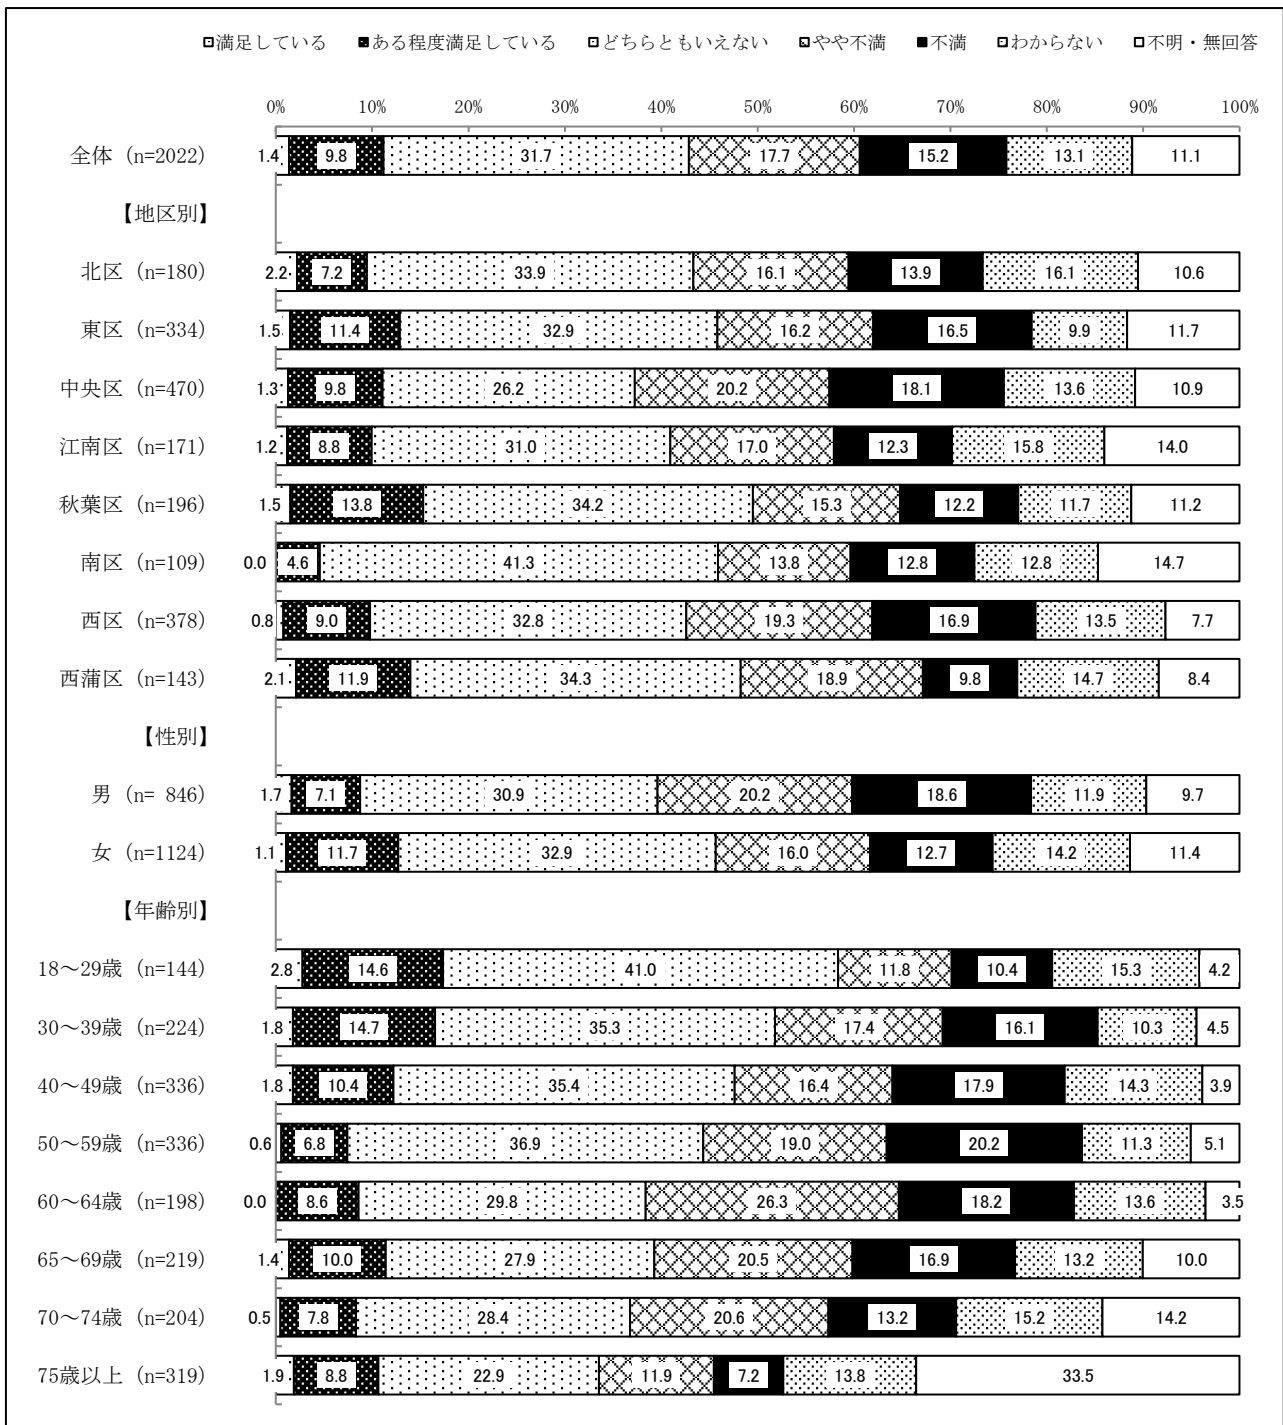 満足している ある程度満足している どちらともいえない やや不満 不満 わからない 不明・無回答
0% 10% 20% 30% 40% 50% 60% 70% 80% 90% 100%
全体 (n=2022) 1.4 9.8 31.7 17.7 15.2 13.1 11.1
【地区別】
北区 (n=180) 2.2 7.2 33.9 16.1 13.9 16.1 10.6
東区 (n=334) 1.5 11.4 32.9 16.2 16.5 9.9 11.7
中央区 (n=470) 1.3 9.8 26.2 20.2 18.1 13.6 10.9
江南区 (n=171) 1.2 8.8 31.0 17.0 12.3 15.8 14.0
秋葉区 (n=196) 1.5 13.8 34.2 15.3 12.2 11.7 11.2
南区 (n=109) 0.0 4.6 41.3 13.8 12.8 12.8 14.7
西区 (n=378) 0.8 9.0 32.8 19.3 16.9 13.5 7.7
西蒲区 (n=143) 2.1 11.9 34.3 18.9 9.8 14.7 8.4
【性別】
男 (n= 846) 1.7 7.1 30.9 20.2 18.6 11.9 9.7
女 (n=1124) 1.1 11.7 32.9 16.0 12.7 14.2 11.4
【年齢別】
18～29歳 (n=144) 2.8 14.6 41.0 11.8 10.4 15.3 4.2
30～39歳 (n=224) 1.8 14.7 35.3 17.4 16.1 10.3 4.5
40～49歳 (n=336) 1.8 10.4 35.4 16.4 17.9 14.3 3.9
50～59歳 (n=336) 0.6 6.8 36.9 19.0 20.2 11.3 5.1
60～64歳 (n=198) 0.0 8.6 29.8 26.3 18.2 13.6 3.5
65～69歳 (n=219) 1.4 10.0 27.9 20.5 16.9 13.2 10.0
70～74歳 (n=204) 0.5 7.8 28.4 20.6 13.2 15.2 14.2
75歳以上 (n=319) 1.9 8.8 22.9 11.9 7.2 13.8 33.5